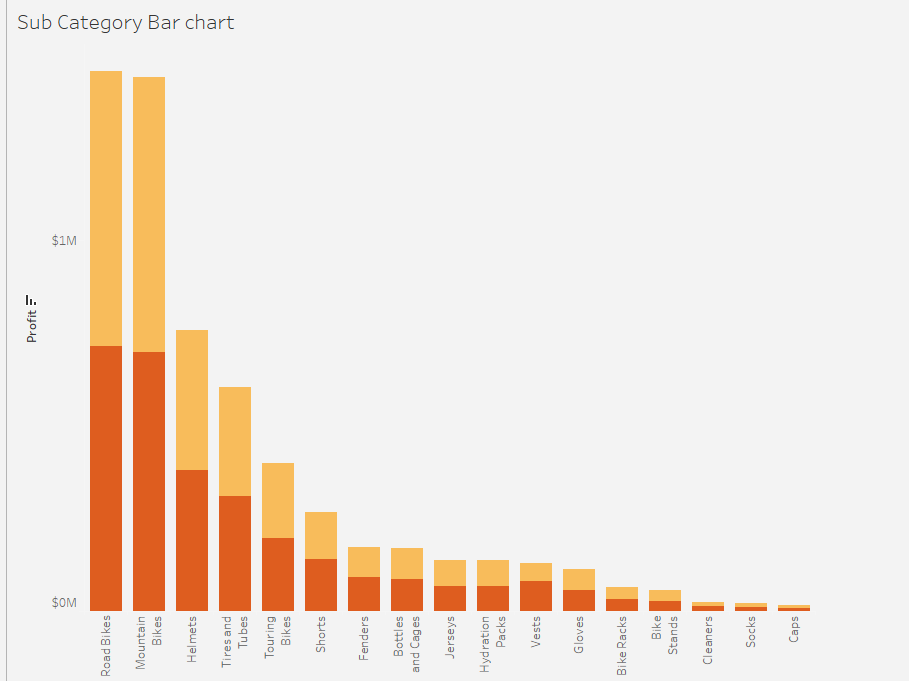 Sub Category Bar chart
$1M
Profit
$0M
Road Bikes
Mountain
Bikes
Helmets
Tires and
Tubes
Touring
Bikes
Shorts
Fenders
Bottles
and Cages
Jerseys
Hydration
Packs
Vests
Gloves
Bike Racks
Bike
Stands
Cleaners
Socks
Caps